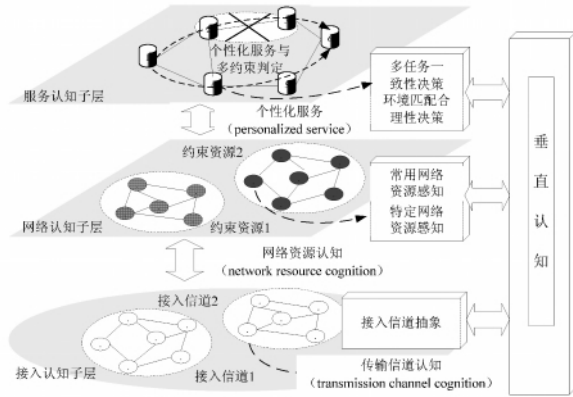 个性化服务与
多约束判定
服务认知子层
个性化服务
(personalized service)
多任务一
致性决策
环境匹配合
理性决策
约束资源2
约束资源1
网络认知子层
常用网络
资源感知
特定网络
资源感知
网络资源认知
(network resource cognition)
接入信道2
接入信道1
接入认知子层
接入信道抽象
传输信道认知
(transmission channel cognition)
垂
直
认
知